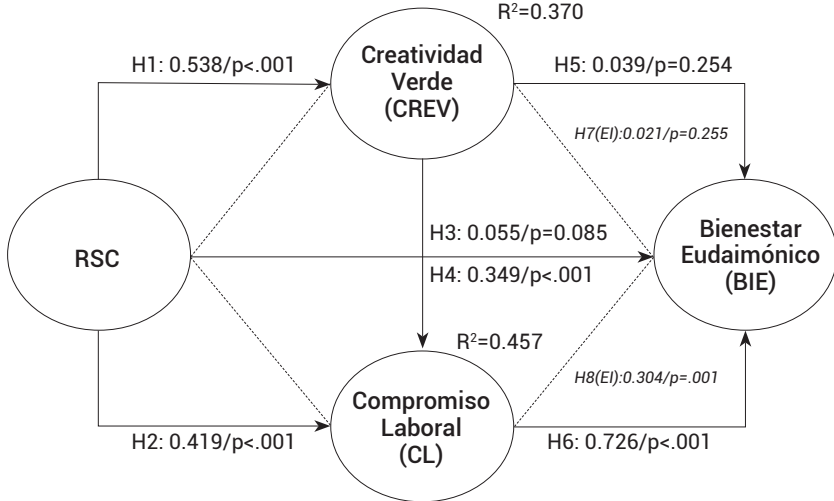 R²=0.370
Creatividad
Verde
(CREV)
H1: 0.538/p<.001
H5: 0.039/p=0.254
H7(EI):0.021/p=0.255
RSC
H3: 0.055/p=0.085
H4: 0.349/p<.001
Bienestar
Eudaimónico
(BIE)
R²=0.457
H8(EI):0.304/p=.001
Compromiso
Laboral
(CL)
H2: 0.419/p<.001
H6: 0.726/p<.001